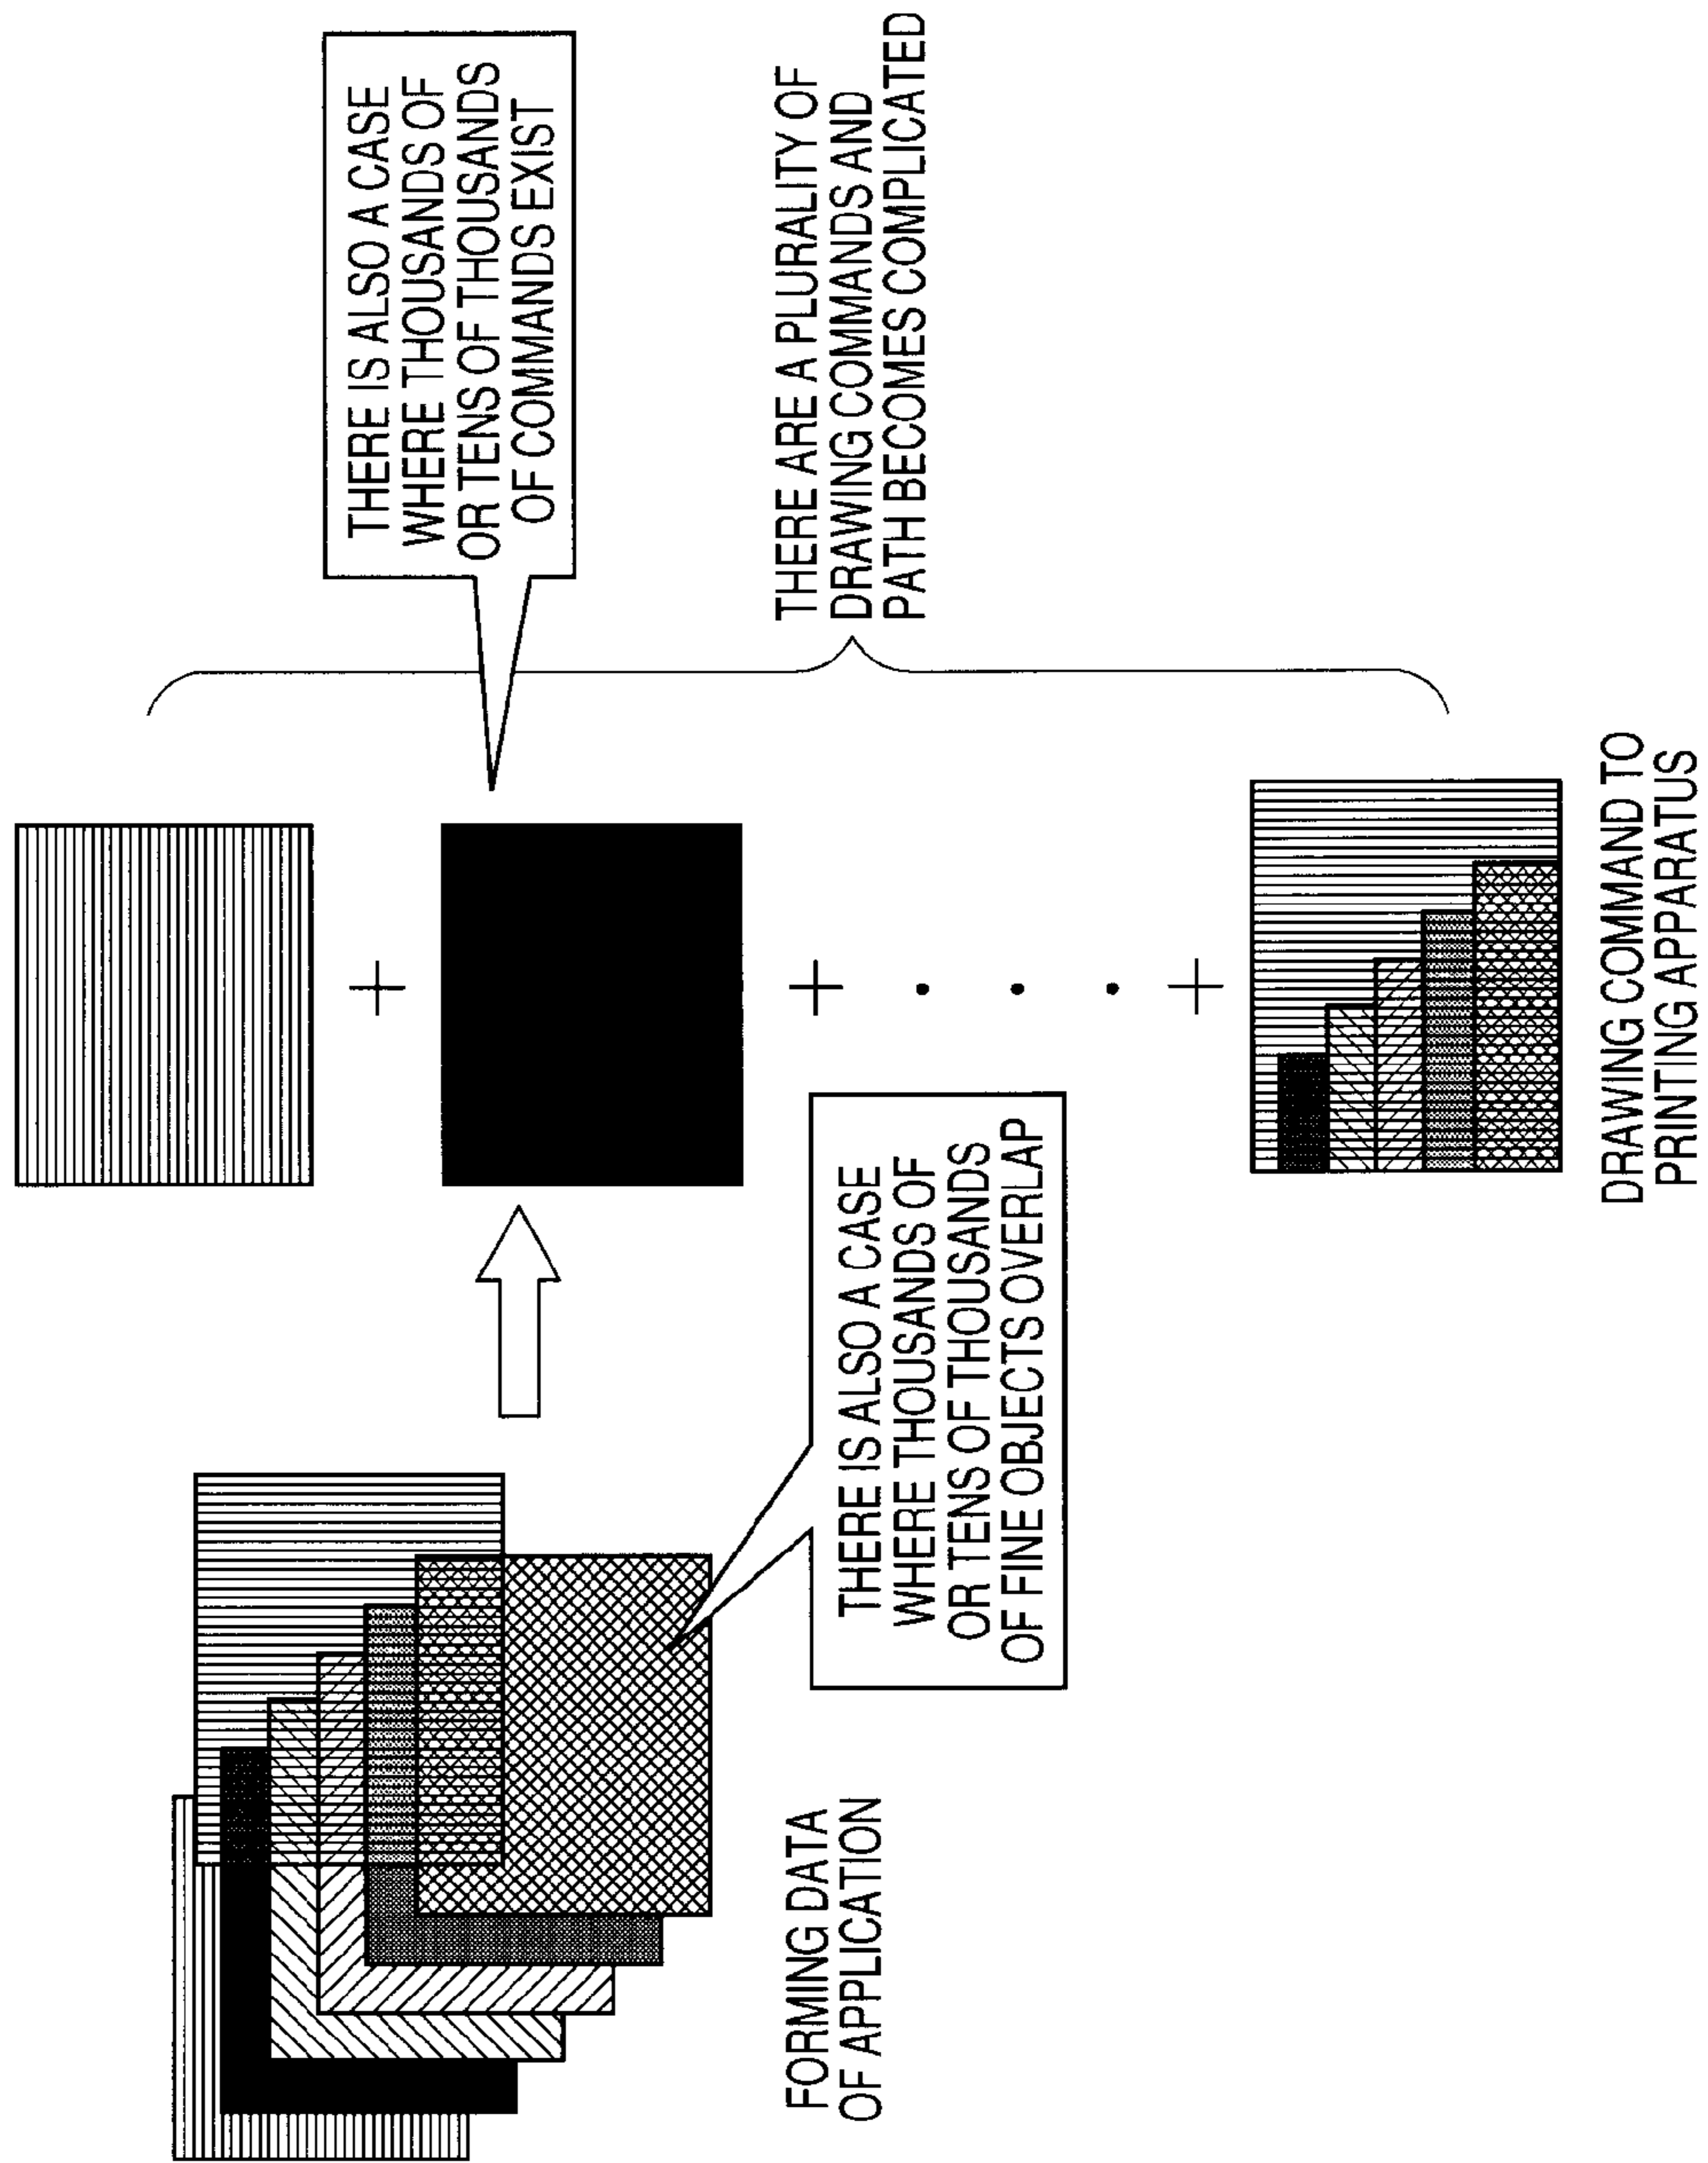 THERE IS ALSO A CASE
WHERE THOUSANDS OF
OR TENS OF THOUSANDS
OF COMMANDS EXIST
THERE ARE A PLURALITY OF
DRAWING COMMANDS AND
PATH BECOMES COMPLICATED
THERE IS ALSO A CASE
WHERE THOUSANDS OF
OR TENS OF THOUSANDS
OF FINE OBJECTS OVERLAP
FORMING DATA
OF APPLICATION
DRAWING COMMAND TO
PRINTING APPARATUS